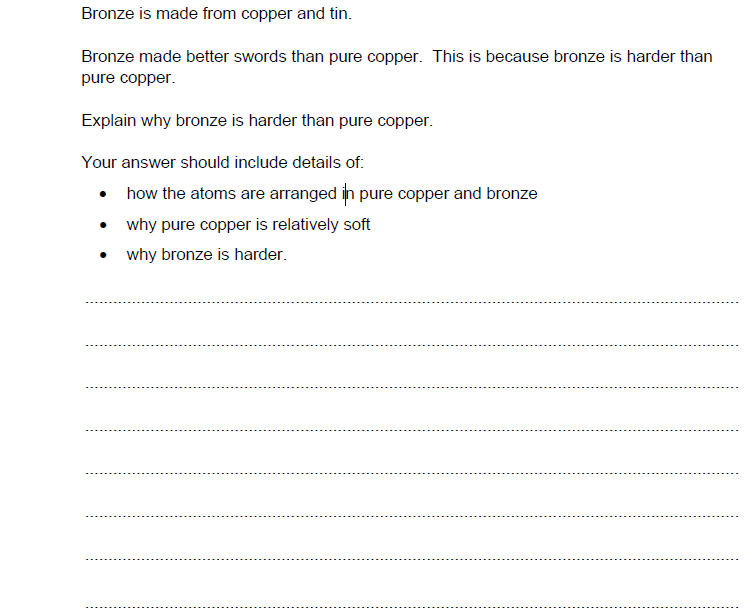 Bronze is made from copper and tin.
Bronze made better swords than pure copper.  This is because bronze is harder than
pure copper.
Explain why bronze is harder than pure copper.
Your answer should include details of:
• how the atoms are arranged in pure copper and bronze
• why pure copper is relatively soft
• why bronze is harder.